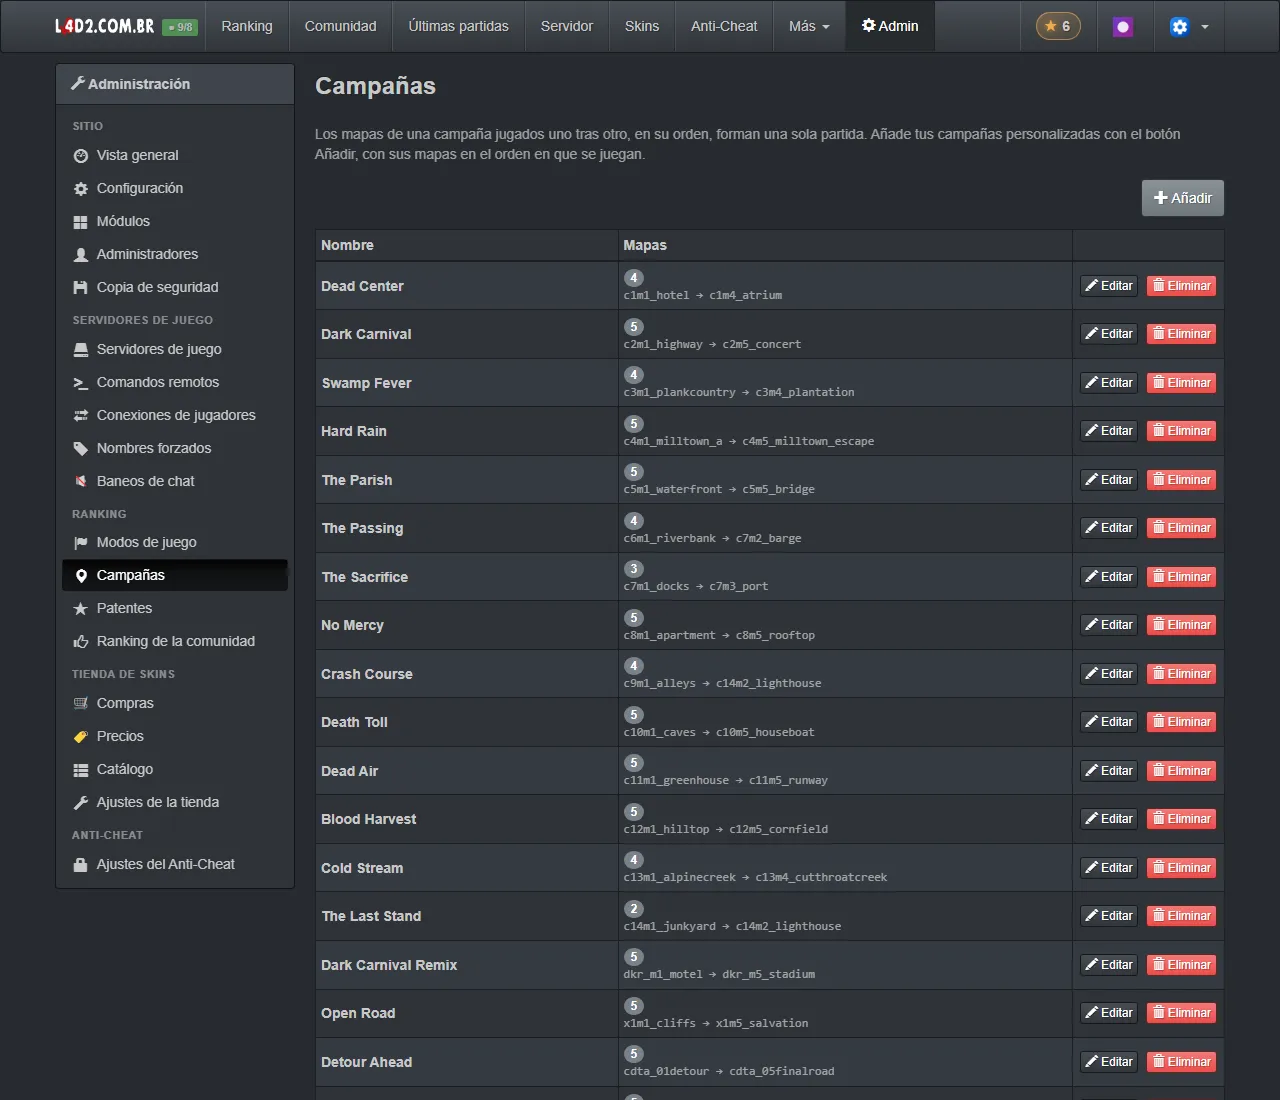 L4D2.COM.BR 9/8 Ranking Comunidad Últimas partidas Servidor Skins Anti-Cheat Más Admin 6
Administración
SITIO
Vista general
Configuración
Módulos
Administradores
Copia de seguridad
SERVIDORES DE JUEGO
Servidores de juego
Comandos remotos
Conexiones de jugadores
Nombres forzados
Baneos de chat
RANKING
Modos de juego
Campañas
Patentes
Ranking de la comunidad
TIENDA DE SKINS
Compras
Precios
Catálogo
Ajustes de la tienda
ANTI-CHEAT
Ajustes del Anti-Cheat
Campañas
Los mapas de una campaña jugados uno tras otro, en su orden, forman una sola partida. Añade tus campañas personalizadas con el botón
Añadir, con sus mapas en el orden en que se juegan.
Añadir
Nombre Mapas
Dead Center 4 Editar Eliminar
c1m1_hotel → c1m4_atrium
Dark Carnival 5 Editar Eliminar
c2m1_highway → c2m5_concert
Swamp Fever 4 Editar Eliminar
c3m1_plankcountry → c3m4_plantation
Hard Rain 5 Editar Eliminar
c4m1_milltown_a → c4m5_milltown_escape
The Parish 5 Editar Eliminar
c5m1_waterfront → c5m5_bridge
The Passing 4 Editar Eliminar
c6m1_riverbank → c7m2_barge
The Sacrifice 3 Editar Eliminar
c7m1_docks → c7m3_port
No Mercy 5 Editar Eliminar
c8m1_apartment → c8m5_rooftop
Crash Course 4 Editar Eliminar
c9m1_alleys → c14m2_lighthouse
Death Toll 5 Editar Eliminar
c10m1_caves → c10m5_houseboat
Dead Air 5 Editar Eliminar
c11m1_greenhouse → c11m5_runway
Blood Harvest 5 Editar Eliminar
c12m1_hilltop → c12m5_cornfield
Cold Stream 4 Editar Eliminar
c13m1_alpinecreek → c13m4_cutthroatcreek
The Last Stand 2 Editar Eliminar
c14m1_junkyard → c14m2_lighthouse
Dark Carnival Remix 5 Editar Eliminar
dkr_m1_motel → dkr_m5_stadium
Open Road 5 Editar Eliminar
x1m1_cliffs → x1m5_salvation
Detour Ahead 5 Editar Eliminar
cdta_01detour → cdta_05finalroad